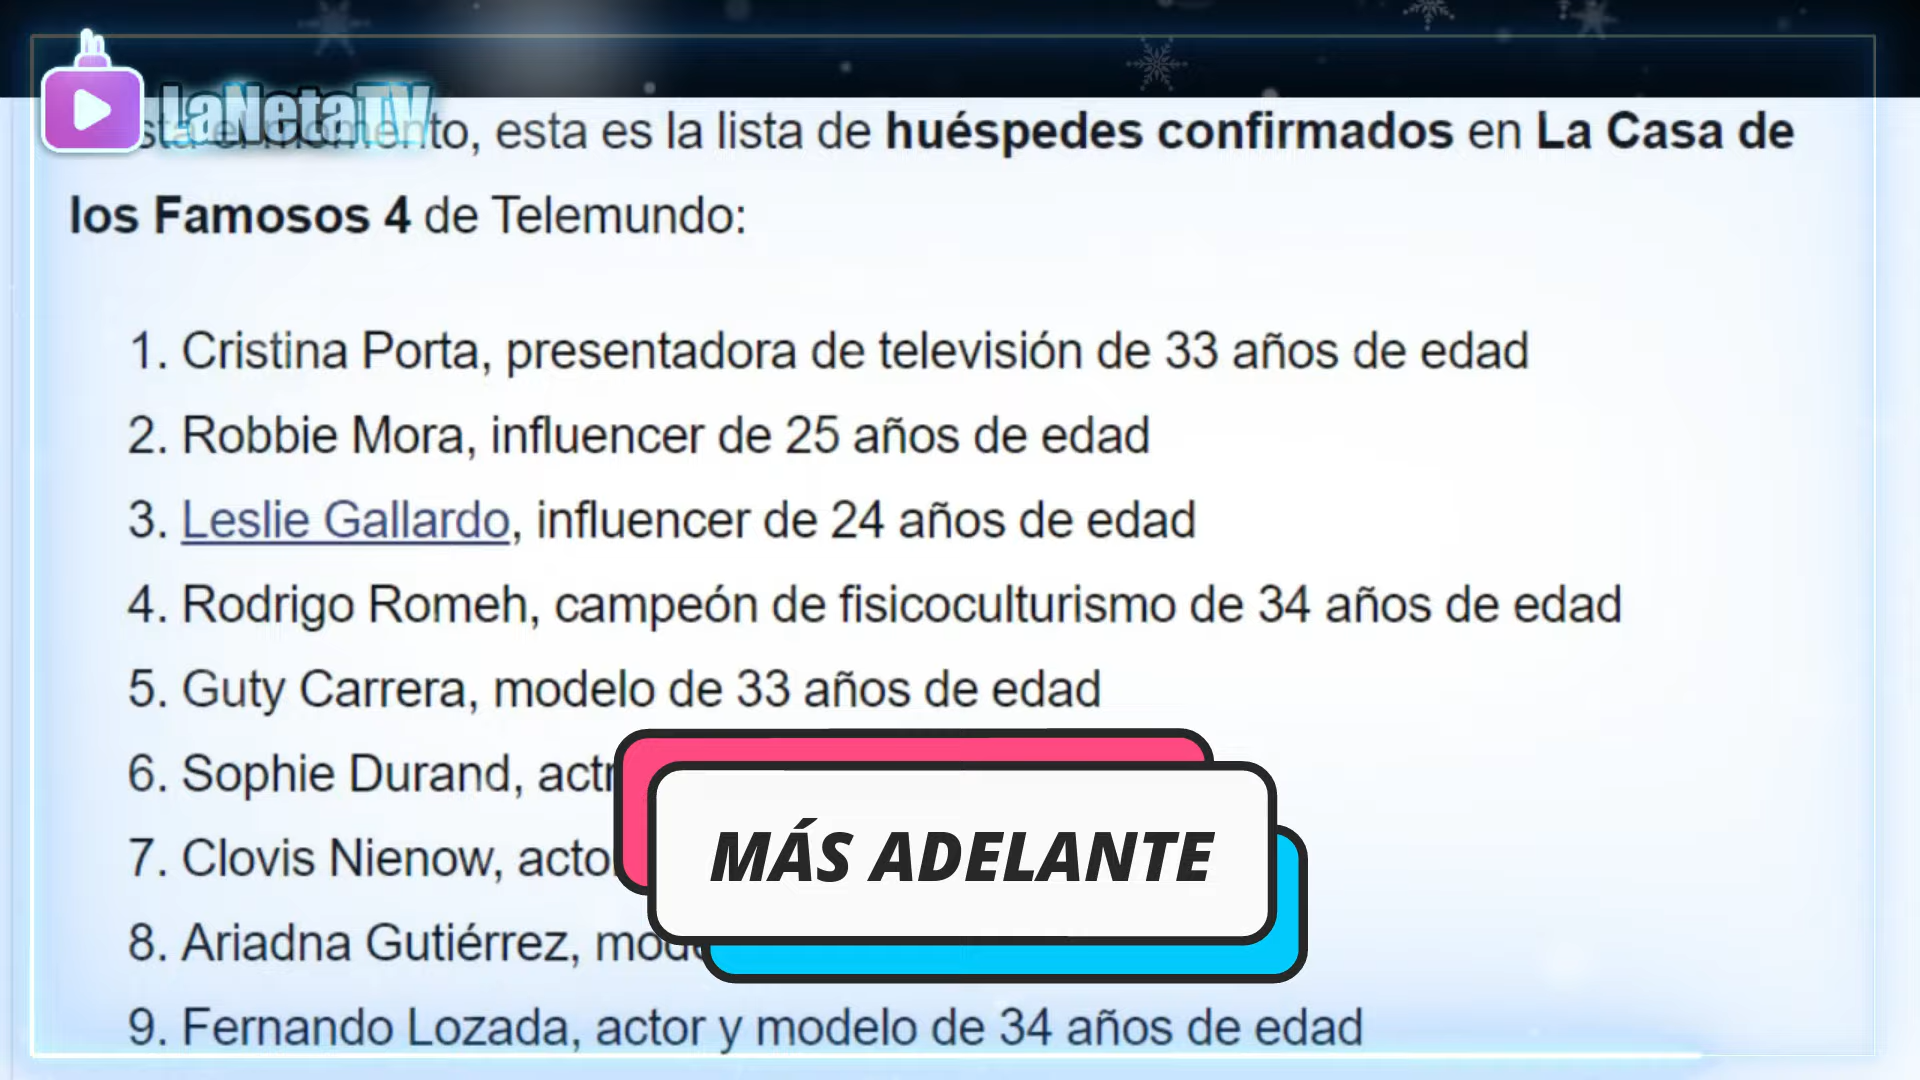 LaNetaTV
esta es la lista de huéspedes confirmados en La Casa de
los Famosos 4 de Telemundo:
1. Cristina Porta, presentadora de televisión de 33 años de edad
2. Robbie Mora, influencer de 25 años de edad
3. Leslie Gallardo, influencer de 24 años de edad
4. Rodrigo Romeh, campeón de fisicoculturismo de 34 años de edad
5. Guty Carrera, modelo de 33 años de edad
6. Sophie Durand,
7. Clovis Nienow,
8. Ariadna Gutiérrez,
MÁS ADELANTE
9. Fernando Lozada, actor y modelo de 34 años de edad